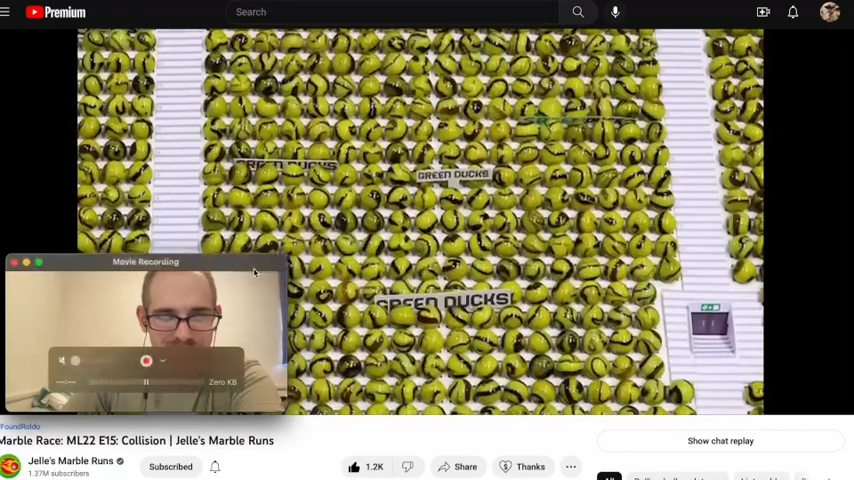 Premium
Search
GREEN DUCKS
GREEN DUCKS
GREEN DUCKS
Movie Recording
Zero KB
FoundRoldo
Marble Race: ML22 E15: Collision | Jelle's Marble Runs
Show chat replay
Jelle's Marble Runs
1.37M subscribers
Subscribed
1.2K
Share
Thanks